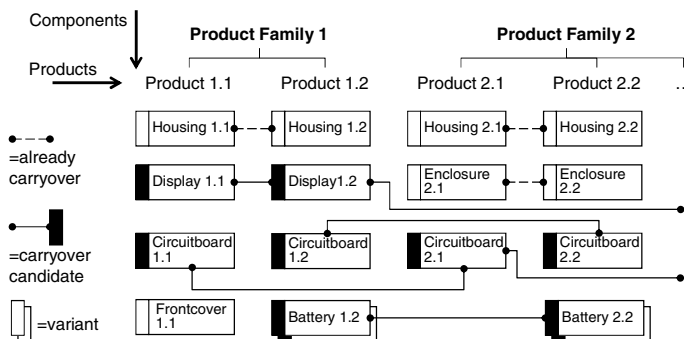 Components
Product Family 1
Product Family 2
Products
Product 1.1
Product 1.2
Product 2.1
Product 2.2
..
Housing 1.1
Housing 1.2
Housing 2.1
Housing 2.2
=already
carryover
Display 1.1
Display1.2
Enclosure
2.1
Enclosure
2.2
=carryover
candidate
Circuitboard
1.1
Circuitboard
1.2
Circuitboard
2.1
Circuitboard
2.2
=variant
Frontcover
1.1
Battery 1.2
Battery 2.2